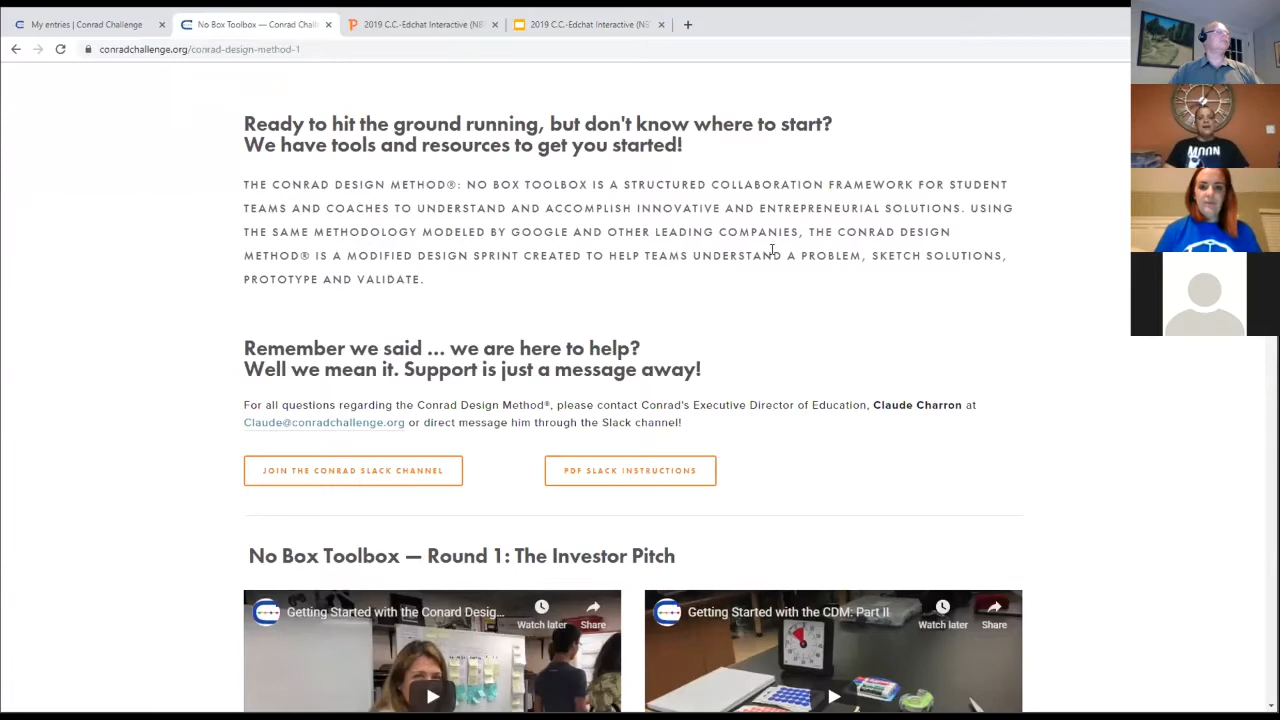 My entries | Conrad Challenge
No Box Toolbox — Conrad Chall
2019 C.C.-Edchat Interactive (NB
2019 C.C.-Edchat Interactive (NB
conradchallenge.org/conrad-design-method-1
Ready to hit the ground running, but don't know where to start?
We have tools and resources to get you started!
THE CONRAD DESIGN METHOD®: NO BOX TOOLBOX IS A STRUCTURED COLLABORATION FRAMEWORK FOR STUDENT
TEAMS AND COACHES TO UNDERSTAND AND ACCOMPLISH INNOVATIVE AND ENTREPRENEURIAL SOLUTIONS. USING
THE SAME METHODOLOGY MODELED BY GOOGLE AND OTHER LEADING COMPANIES, THE CONRAD DESIGN
METHOD® IS A MODIFIED DESIGN SPRINT CREATED TO HELP TEAMS UNDERSTAND A PROBLEM, SKETCH SOLUTIONS,
PROTOTYPE AND VALIDATE.
Remember we said ... we are here to help?
Well we mean it. Support is just a message away!
For all questions regarding the Conrad Design Method®, please contact Conrad's Executive Director of Education, Claude Charron at
Claude@conradchallenge.org or direct message him through the Slack channel!
JOIN THE CONRAD SLACK CHANNEL
PDF SLACK INSTRUCTIONS
No Box Toolbox — Round 1: The Investor Pitch
Getting Started with the Conard Desig...
Watch later
Share
Getting Started with the CDM: Part II
Watch later
Share
MOON